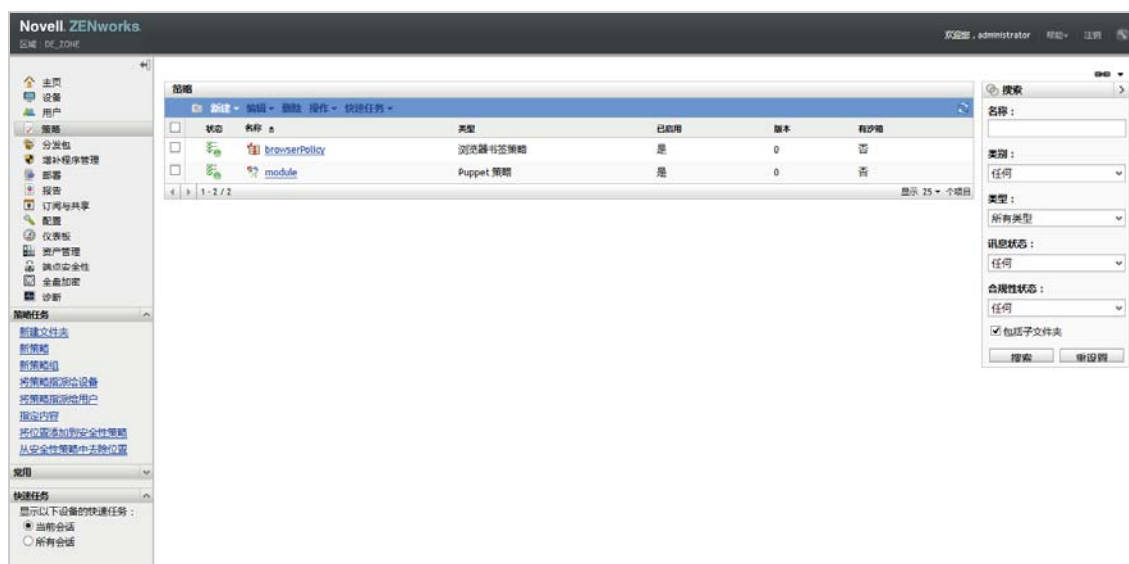 Novell ZENworks
区域：DE_ZONE
欢迎您，administrator 帮助 注销
主页
设备
用户
策略
分发包
增补程序管理
部署
报告
订阅与共享
配置
仪表板
资产管理
端点安全性
全盘加密
诊断
策略任务
新建文件夹
新策略
新策略组
将策略指派给设备
将策略指派给用户
指定内容
将位置添加到安全性策略
从安全性策略中去除位置
常用
快速任务
显示以下设备的快速任务：
当前会话
所有会话
策略
新建 编辑 删除 操作 快速任务
状态 名称 类型 已启用 版本 有沙箱
browserPolicy 浏览器书签策略 是 0 否
module Puppet 策略 是 0 否
1 - 2 / 2 显示 25 个项目
搜索
名称：
类别：
任何
类型：
所有类型
讯息状态：
任何
合规性状态：
任何
包括子文件夹
搜索 重设置